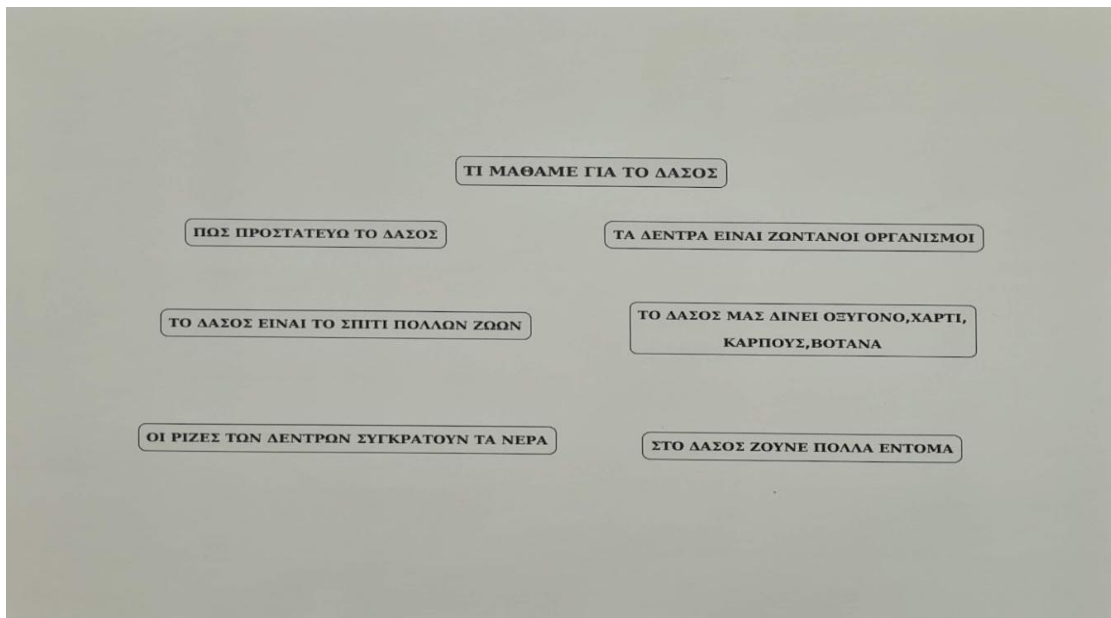 ΤΙ ΜΑΘΑΜΕ ΓΙΑ ΤΟ ΔΑΣΟΣ
ΠΩΣ ΠΡΟΣΤΑΤΕΥΩ ΤΟ ΔΑΣΟΣ
ΤΑ ΔΕΝΤΡΑ ΕΙΝΑΙ ΖΩΝΤΑΝΟΙ ΟΡΓΑΝΙΣΜΟΙ
ΤΟ ΔΑΣΟΣ ΕΙΝΑΙ ΤΟ ΣΠΙΤΙ ΠΟΛΛΩΝ ΖΩΩΝ
ΤΟ ΔΑΣΟΣ ΜΑΣ ΔΙΝΕΙ ΟΞΥΓΟΝΟ,ΧΑΡΤΙ,
ΚΑΡΠΟΥΣ,ΒΟΤΑΝΑ
ΟΙ ΡΙΖΕΣ ΤΩΝ ΔΕΝΤΡΩΝ ΣΥΓΚΡΑΤΟΥΝ ΤΑ ΝΕΡΑ
ΣΤΟ ΔΑΣΟΣ ΖΟΥΝΕ ΠΟΛΛΑ ΕΝΤΟΜΑ